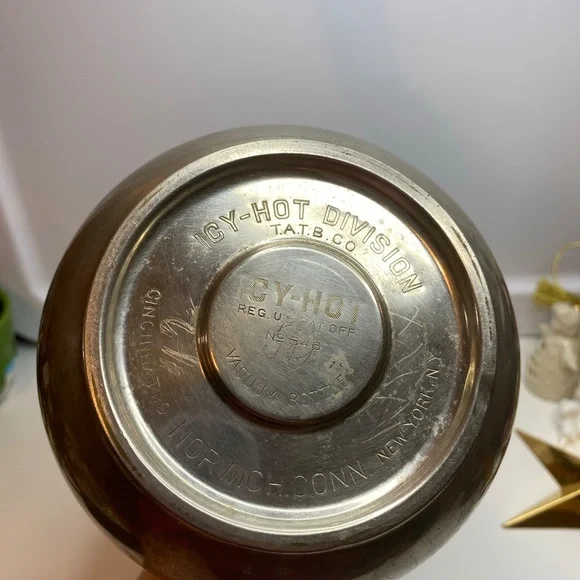 ICY-HOT DIVISION
T.A.T.B.CO.
CINCINNATI, O.
NORWICH, CONN.
NEW YORK, N.Y.
ICY-HOT
REG. U.S. PAT. OFF.
No 546
VACUUM BOTTLE